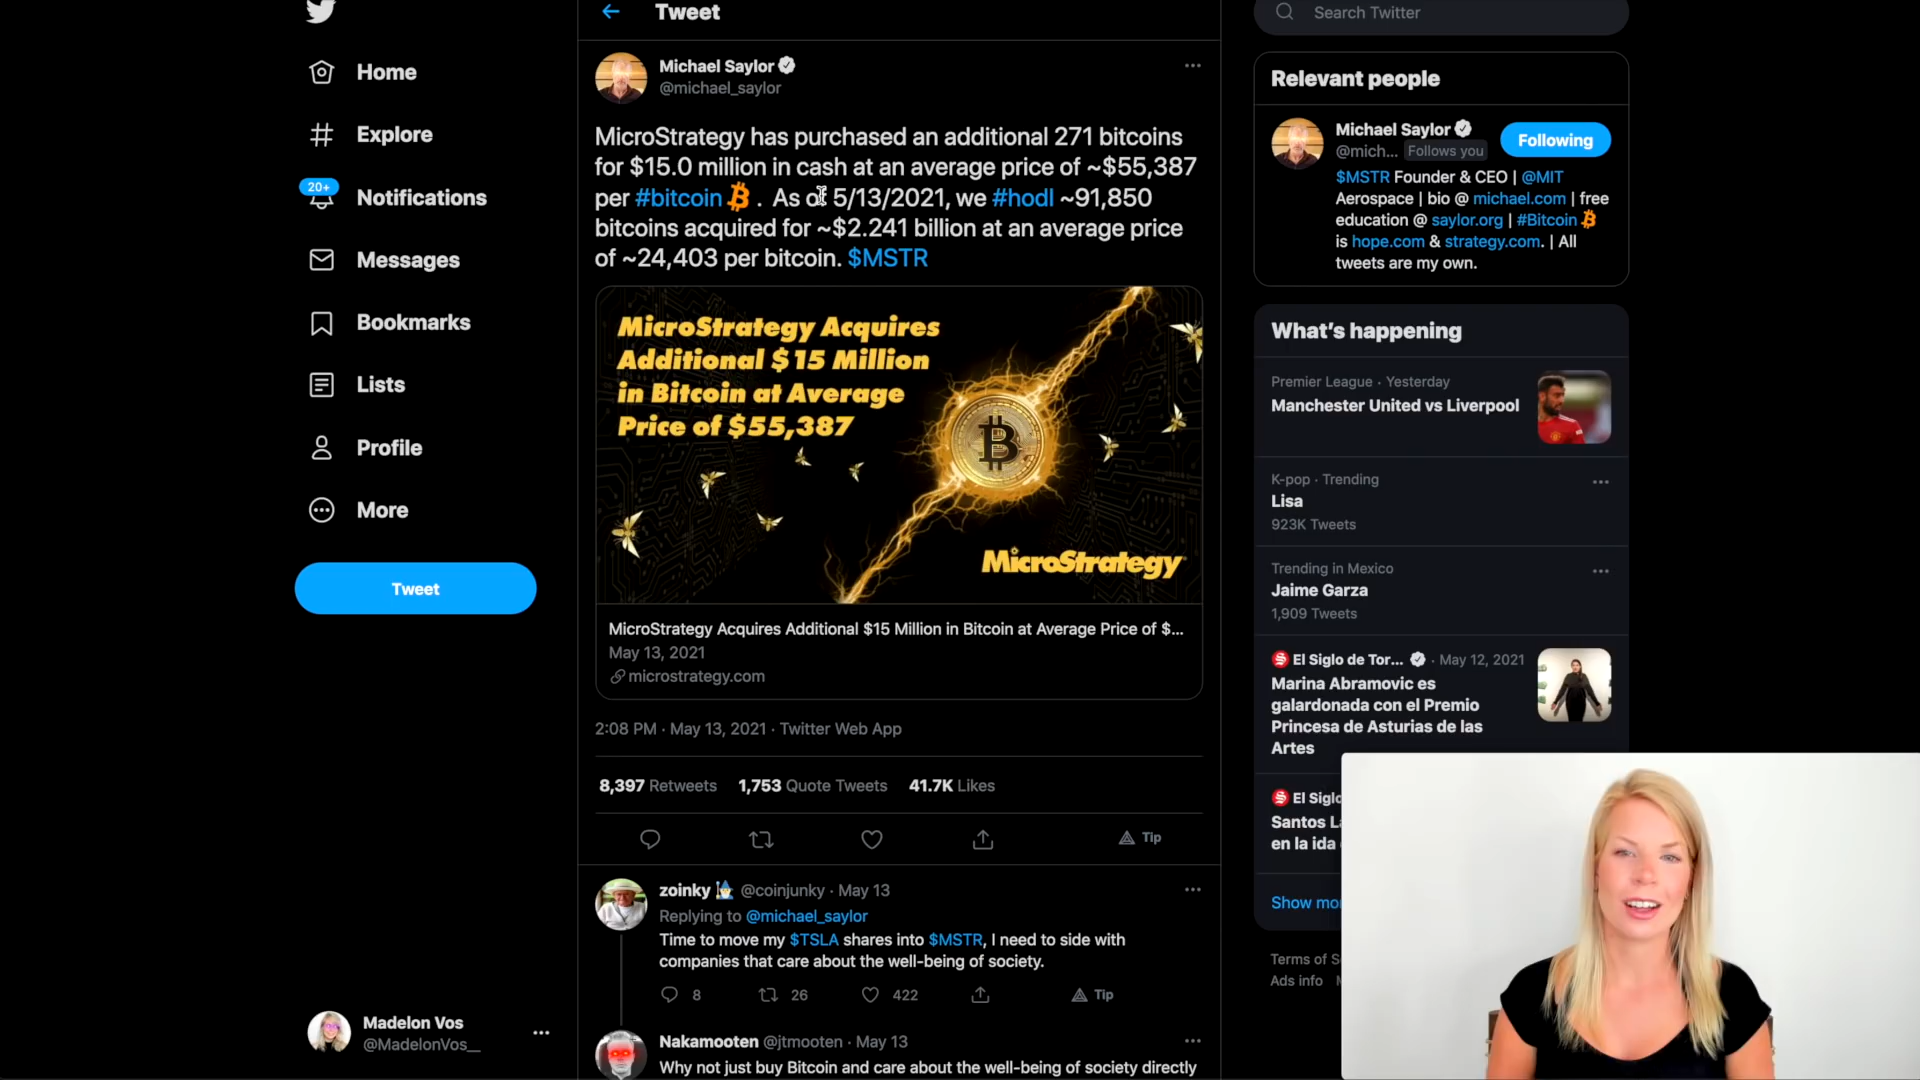 Tweet
Search Twitter
Home
Explore
20+
Notifications
Messages
Bookmarks
Lists
Profile
More
Tweet
Madelon Vos
@MadelonVos__
Michael Saylor
@michael_saylor
MicroStrategy has purchased an additional 271 bitcoins
for $15.0 million in cash at an average price of ~$55,387
per #bitcoin . As of 5/13/2021, we #hodl ~91,850
bitcoins acquired for ~$2.241 billion at an average price
of ~24,403 per bitcoin. $MSTR
MicroStrategy Acquires
Additional $15 Million
in Bitcoin at Average
Price of $55,387
MicroStrategy
MicroStrategy Acquires Additional $15 Million in Bitcoin at Average Price of $...
May 13, 2021
microstrategy.com
2:08 PM · May 13, 2021 · Twitter Web App
8,397 Retweets 1,753 Quote Tweets 41.7K Likes
Tip
zoinky @coinjunky · May 13
Replying to @michael_saylor
Time to move my $TSLA shares into $MSTR, I need to side with
companies that care about the well-being of society.
8 26 422 Tip
Nakamooten @jtmooten · May 13
Why not just buy Bitcoin and care about the well-being of society directly
Relevant people
Michael Saylor
@mich... Follows you
Following
$MSTR Founder & CEO | @MIT
Aerospace | bio @ michael.com | free
education @ saylor.org | #Bitcoin
is hope.com & strategy.com. | All
tweets are my own.
What's happening
Premier League · Yesterday
Manchester United vs Liverpool
K-pop · Trending
Lisa
923K Tweets
Trending in Mexico
Jaime Garza
1,909 Tweets
El Siglo de Tor... · May 12, 2021
Marina Abramovic es
galardonada con el Premio
Princesa de Asturias de las
Artes
El Siglo
Santos
en la ida
Show
Terms of
Ads info